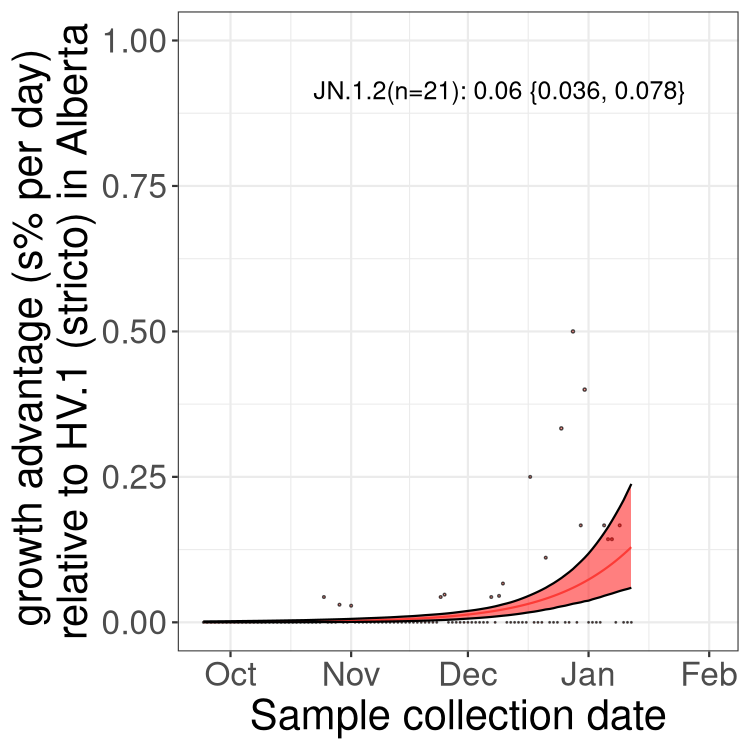 growth advantage (s% per day)
relative to HV.1 (stricto) in Alberta
1.00
0.75
0.50
0.25
0.00
JN.1.2(n=21): 0.06 {0.036, 0.078}
Oct Nov Dec Jan Feb
Sample collection date